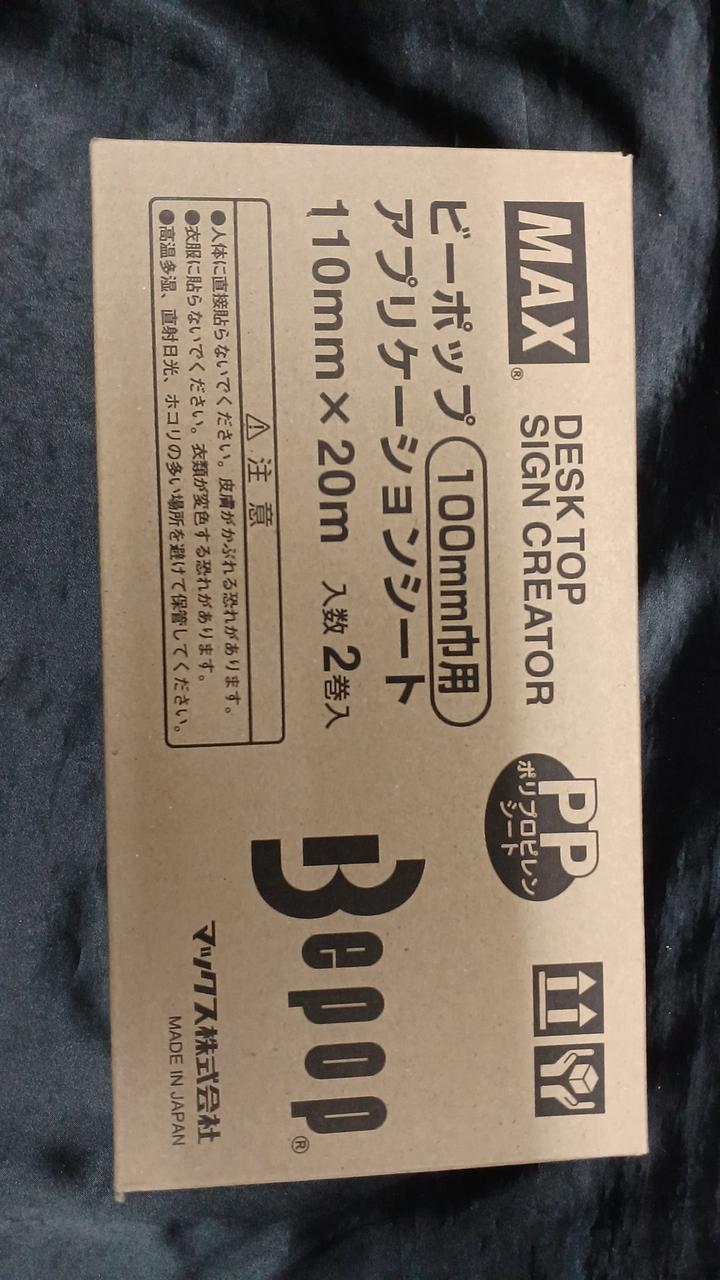 MAX®
DESK TOP
SIGN CREATOR
PP
ポリプロピレン
シート
ビーポップ 100mm巾用
アプリケーションシート
110mm×20m 入数2巻入
⚠注意
●人体に直接貼らないでください。皮膚がかぶれる恐れがあります。
●衣服に貼らないでください。衣類が変色する恐れがあります。
●高温多湿、直射日光、ホコリの多い場所を避けて保管してください。
Bepop®
マックス株式会社
MADE IN JAPAN